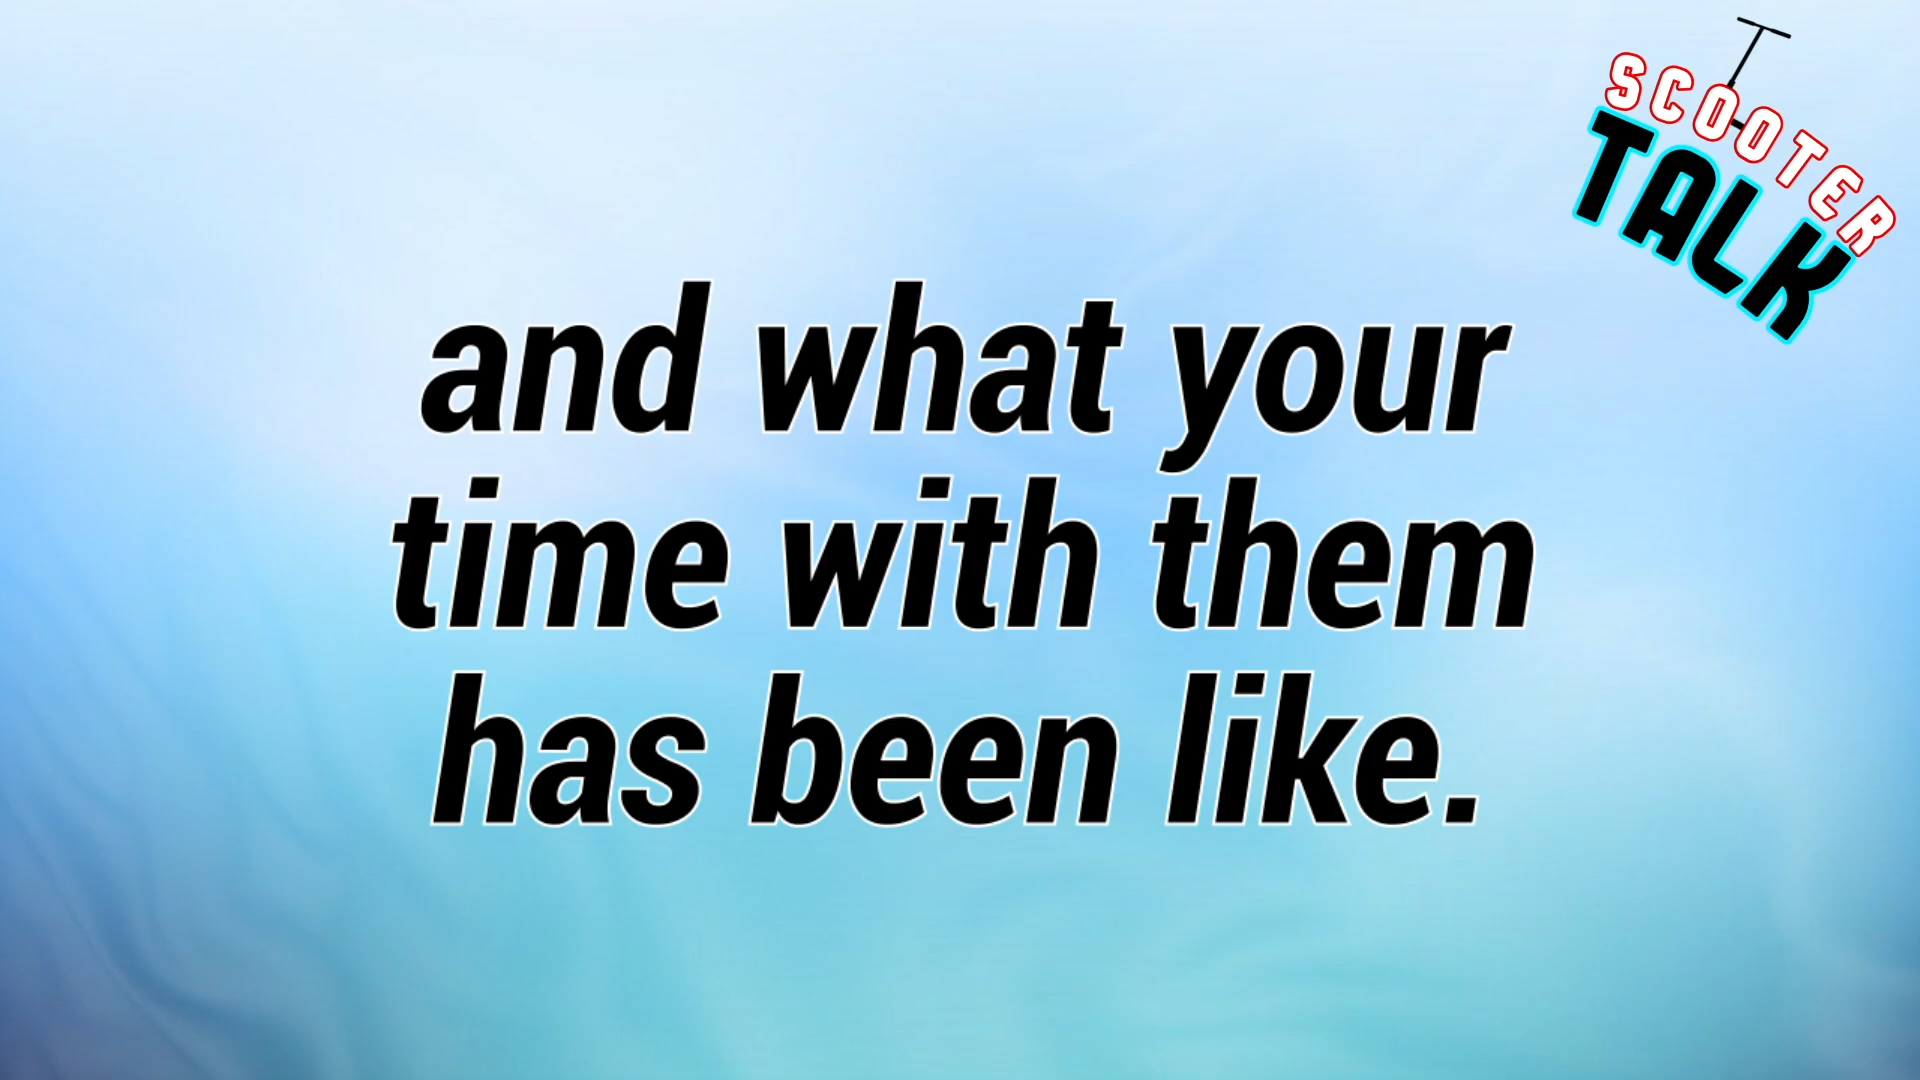 SCOOTER
TALK
and what your
time with them
has been like.